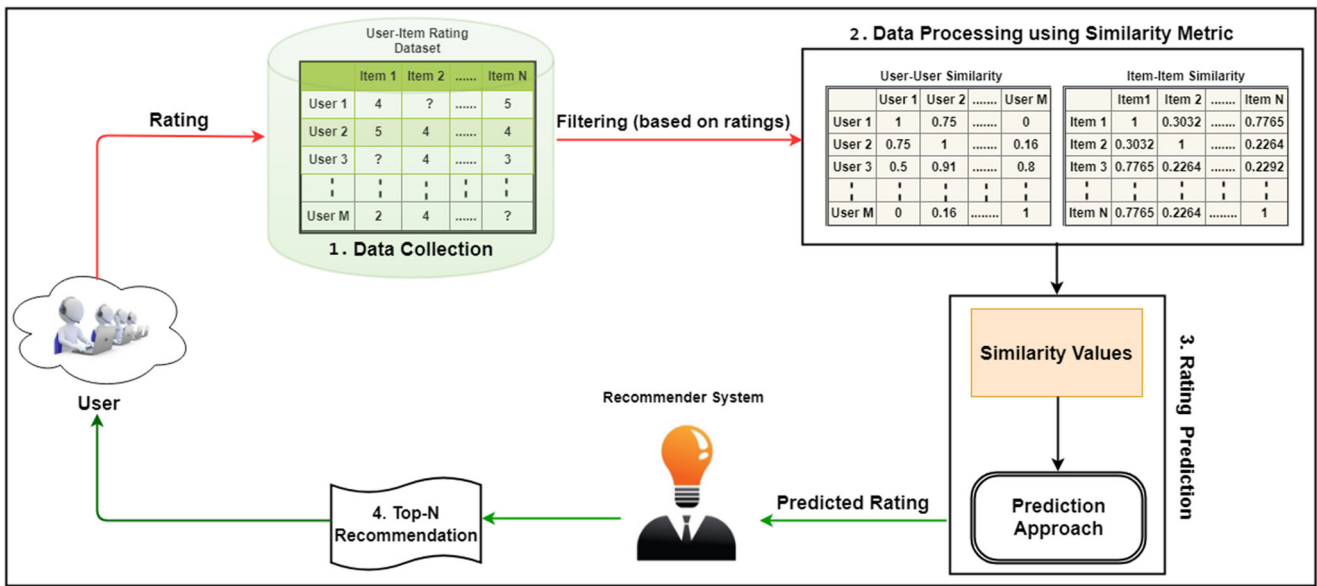 User-Item Rating
Dataset
Item 1 Item 2 ...... Item N
User 1 4 ? ...... 5
User 2 5 4 ...... 4
User 3 ? 4 ...... 3
User M 2 4 ...... ?
1. Data Collection
Rating
Filtering (based on ratings)
2. Data Processing using Similarity Metric
User-User Similarity
User 1 User 2 ....... User M
User 1 1 0.75 ....... 0
User 2 0.75 1 ....... 0.16
User 3 0.5 0.91 ....... 0.8
User M 0 0.16 ........ 1
Item-Item Similarity
Item1 Item 2 ....... Item N
Item 1 1 0.3032 ....... 0.7765
Item 2 0.3032 1 ....... 0.2264
Item 3 0.7765 0.2264 ....... 0.2292
Item N 0.7765 0.2264 ........ 1
3. Rating Prediction
Similarity Values
Prediction
Approach
Predicted Rating
Recommender System
4. Top-N
Recommendation
User